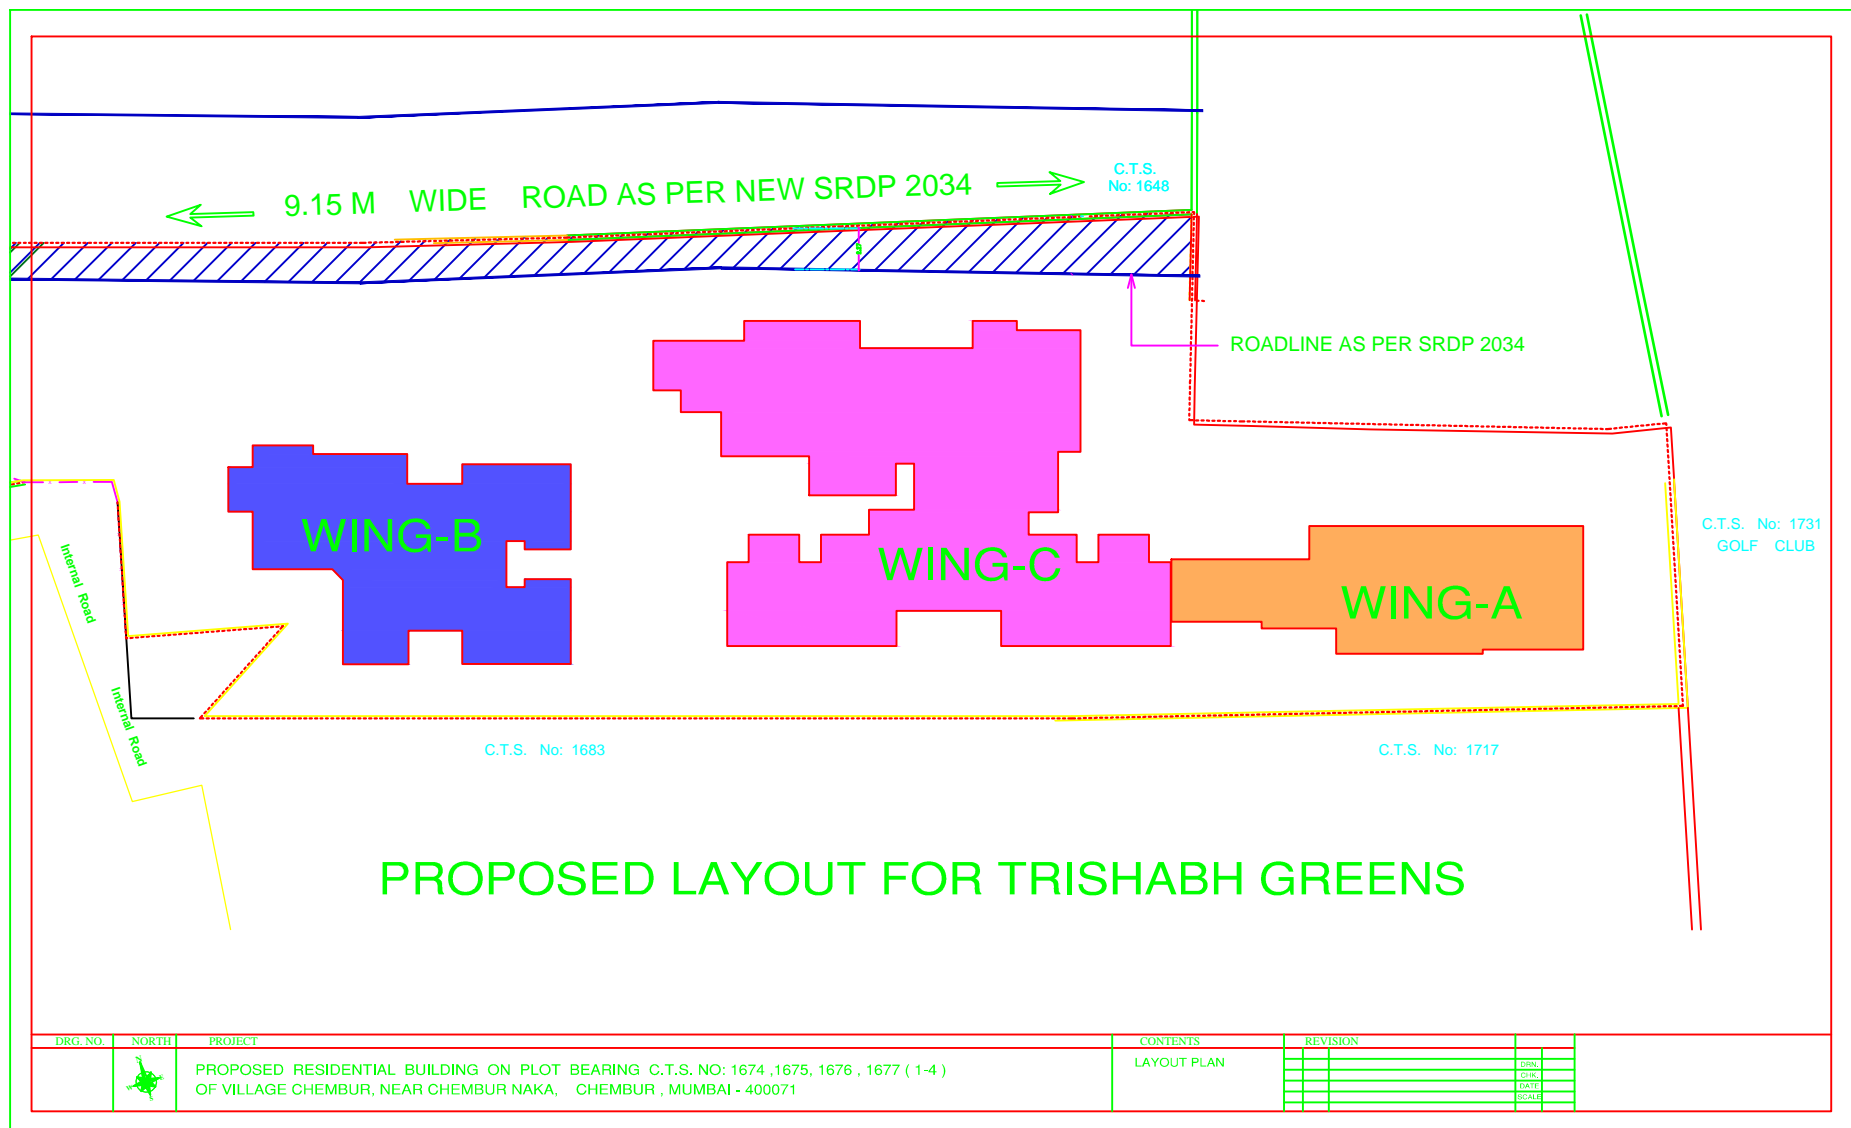 C.T.S.
No: 1648
9.15 M WIDE ROAD AS PER NEW SRDP 2034
ROADLINE AS PER SRDP 2034
C.T.S. No: 1731
GOLF CLUB
WING-B
WING-C
WING-A
Internal Road
Internal Road
C.T.S. No: 1683
C.T.S. No: 1717
PROPOSED LAYOUT FOR TRISHABH GREENS
DRG. NO.
NORTH
PROJECT
PROPOSED RESIDENTIAL BUILDING ON PLOT BEARING C.T.S. NO: 1674 ,1675, 1676 , 1677 ( 1-4 )
OF VILLAGE CHEMBUR, NEAR CHEMBUR NAKA, CHEMBUR , MUMBAI - 400071
CONTENTS
LAYOUT PLAN
REVISION
DRN.
CHK.
DATE
SCALE